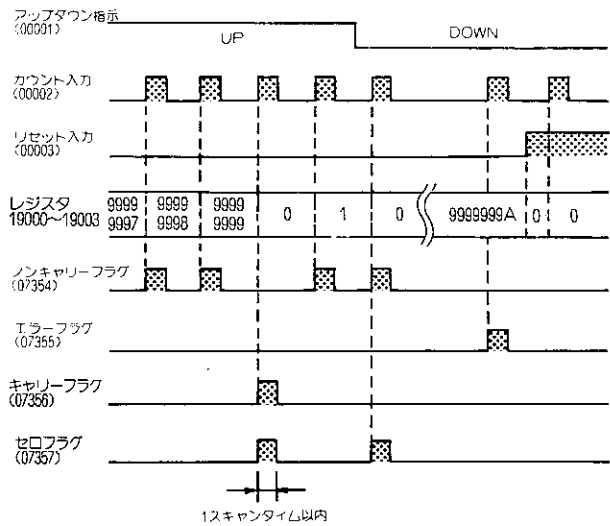 アップダウン指示
(00001)
UP
DOWN
カウント入力
(00002)
リセット入力
(00003)
レジスタ
19000～19003
9999
9997
9999
9998
9999
9999
0
1
0
9999999A
0
0
ノンキャリーフラグ
(07354)
エラーフラグ
(07355)
キャリーフラグ
(07356)
ゼロフラグ
(07357)
1スキャンタイム以内